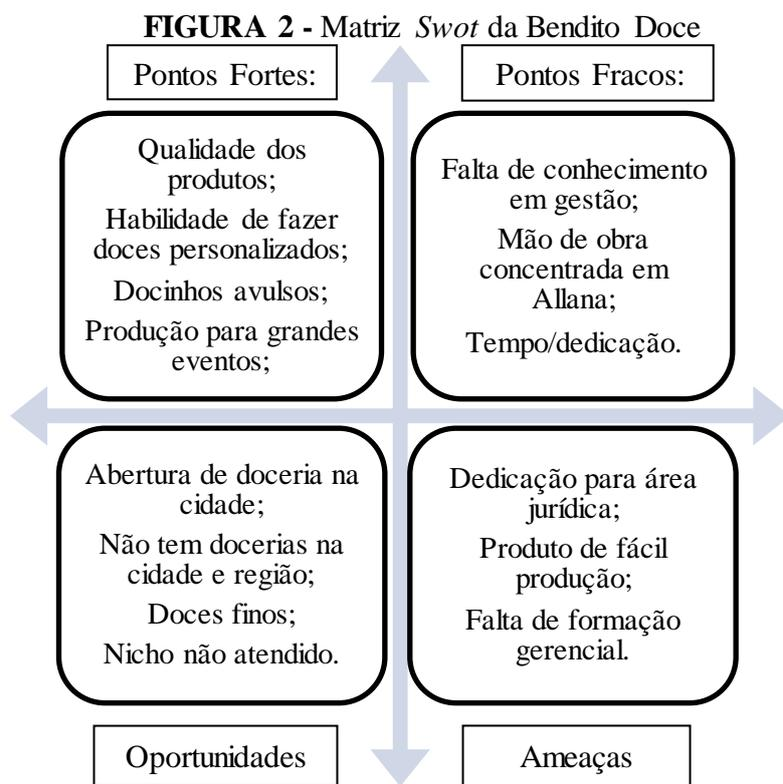 FIGURA 2 - Matriz Swot da Bendito Doce
Pontos Fortes:
Pontos Fracos:
Qualidade dos
produtos;
Habilidade de fazer
doces personalizados;
Docinhos avulsos;
Produção para grandes
eventos;
Falta de conhecimento
em gestão;
Mão de obra
concentrada em
Allana;
Tempo/dedicação.
Abertura de doceria na
cidade;
Não tem docerias na
cidade e região;
Doces finos;
Nicho não atendido.
Dedicação para área
jurídica;
Produto de fácil
produção;
Falta de formação
gerencial.
Oportunidades
Ameaças